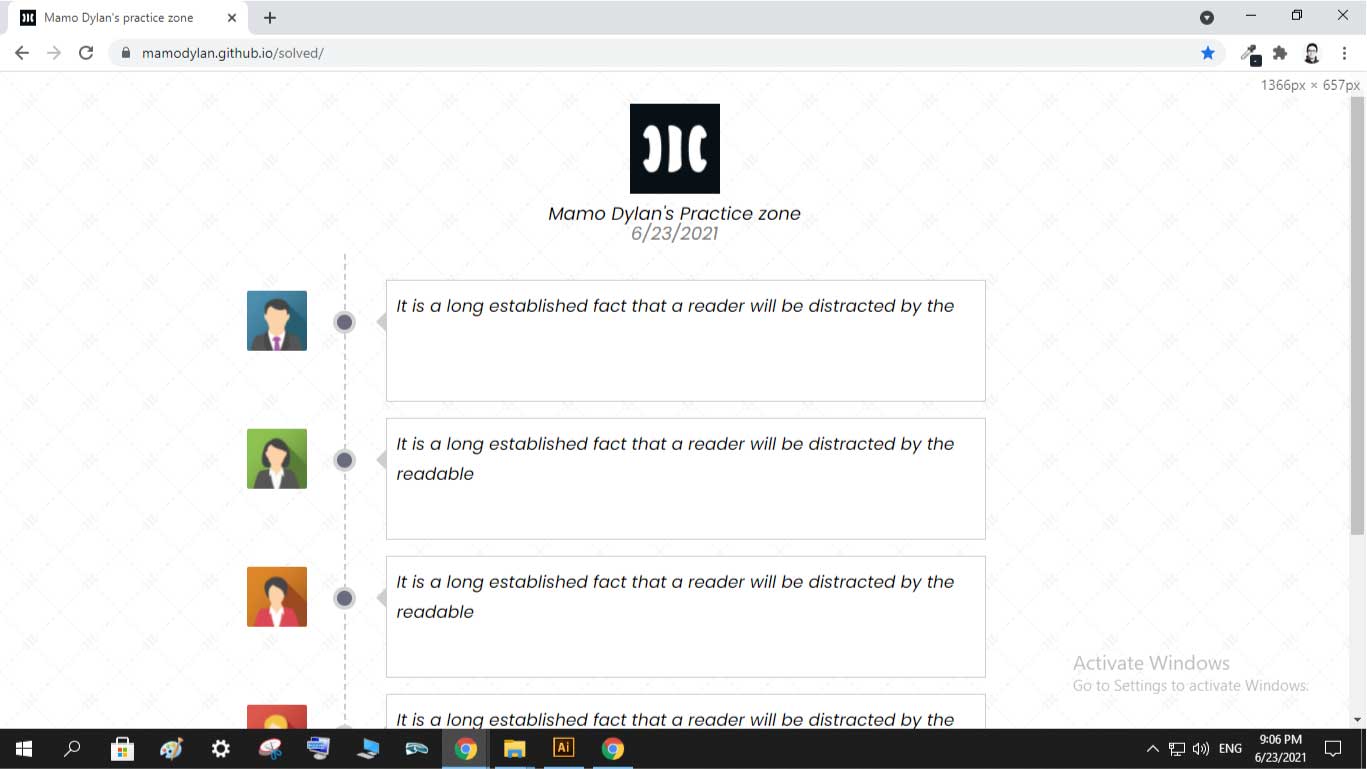 Mamo Dylan's practice zone
mamodylan.github.io/solved/
1366px × 657px
Mamo Dylan's Practice zone
6/23/2021
It is a long established fact that a reader will be distracted by the
It is a long established fact that a reader will be distracted by the
readable
It is a long established fact that a reader will be distracted by the
readable
It is a long established fact that a reader will be distracted by the
Activate Windows
Go to Settings to activate Windows.
Ai
ENG
9:06 PM
6/23/2021